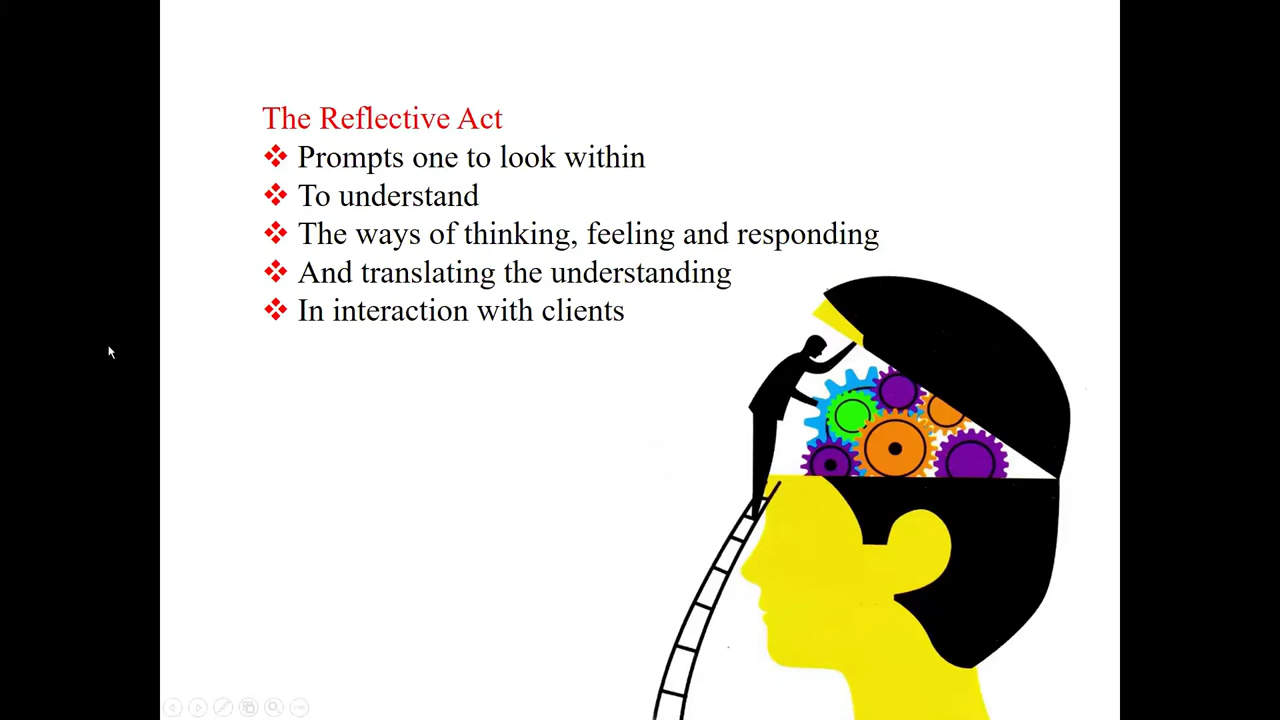 The Reflective Act
Prompts one to look within
To understand
The ways of thinking, feeling and responding
And translating the understanding
In interaction with clients